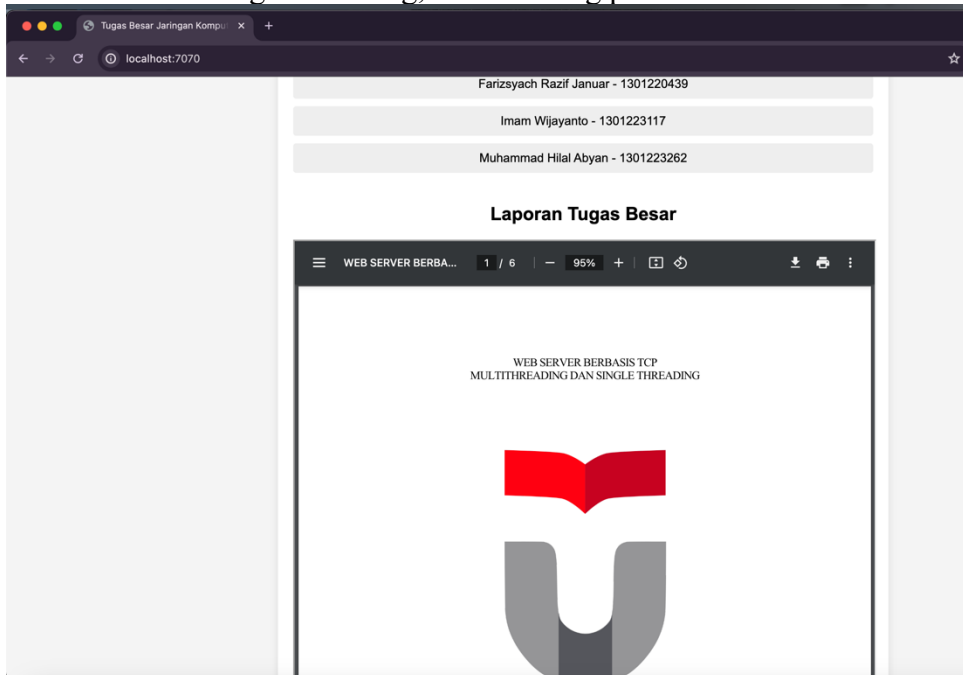 Tugas Besar Jaringan Kompu
localhost:7070
Farizsyach Razif Januar - 1301220439
Imam Wijayanto - 1301223117
Muhammad Hilal Abyan - 1301223262
Laporan Tugas Besar
WEB SERVER BERBA... 1 / 6 95%
WEB SERVER BERBASIS TCP
MULTITHREADING DAN SINGLE THREADING